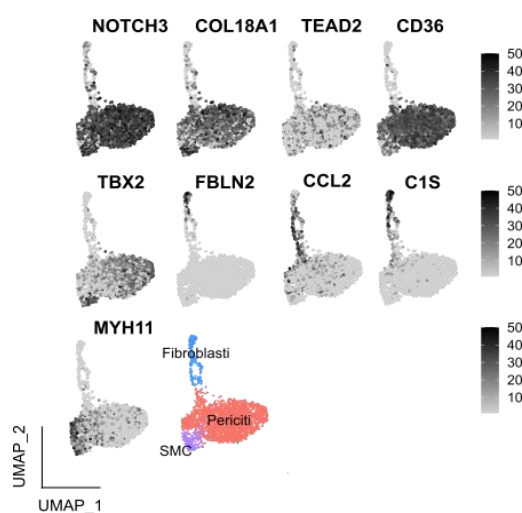 NOTCH3 COL18A1 TEAD2 CD36
50
40
30
20
10
TBX2 FBLN2 CCL2 C1S
50
40
30
20
10
MYH11
50
40
30
20
10
Fibroblasti
Periciti
SMC
UMAP_2
UMAP_1